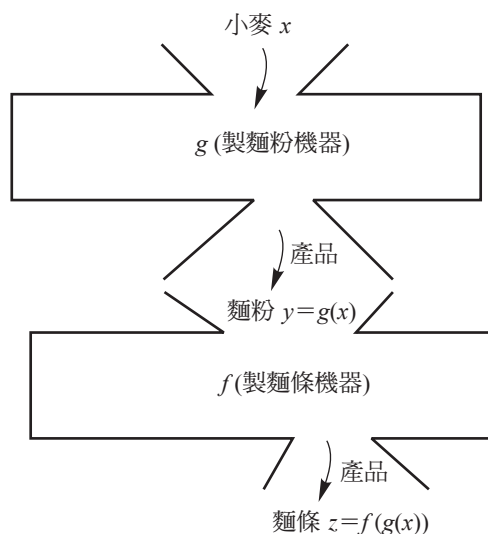 小麥 x
g (製麵粉機器)
產品
麵粉 y＝g(x)
f (製麵條機器)
產品
麵條 z＝f (g(x))